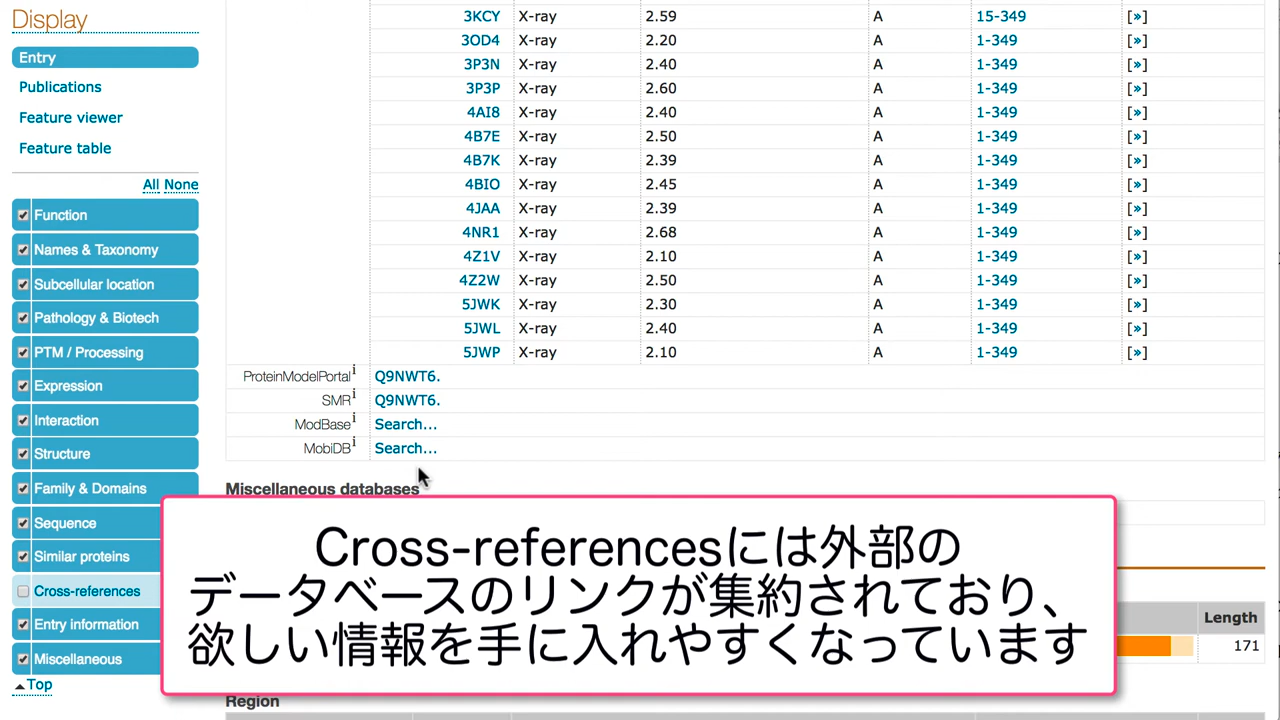 Display
Entry
Publications
Feature viewer
Feature table
All None
Function
Names & Taxonomy
Subcellular location
Pathology & Biotech
PTM / Processing
Expression
Interaction
Structure
Family & Domains
Sequence
Similar proteins
Cross-references
Entry information
Miscellaneous
Top
3KCY X-ray 2.59 A 15-349 [»]
3OD4 X-ray 2.20 A 1-349 [»]
3P3N X-ray 2.40 A 1-349 [»]
3P3P X-ray 2.60 A 1-349 [»]
4AI8 X-ray 2.40 A 1-349 [»]
4B7E X-ray 2.50 A 1-349 [»]
4B7K X-ray 2.39 A 1-349 [»]
4BIO X-ray 2.45 A 1-349 [»]
4JAA X-ray 2.39 A 1-349 [»]
4NR1 X-ray 2.68 A 1-349 [»]
4Z1V X-ray 2.10 A 1-349 [»]
4Z2W X-ray 2.50 A 1-349 [»]
5JWK X-ray 2.30 A 1-349 [»]
5JWL X-ray 2.40 A 1-349 [»]
5JWP X-ray 2.10 A 1-349 [»]
ProteinModelPortal i Q9NWT6.
SMR i Q9NWT6.
ModBase i Search...
MobiDB i Search...
Miscellaneous databases
Cross-referencesには外部の
データベースのリンクが集約されており、
欲しい情報を手に入れやすくなっています
Length
171
Region